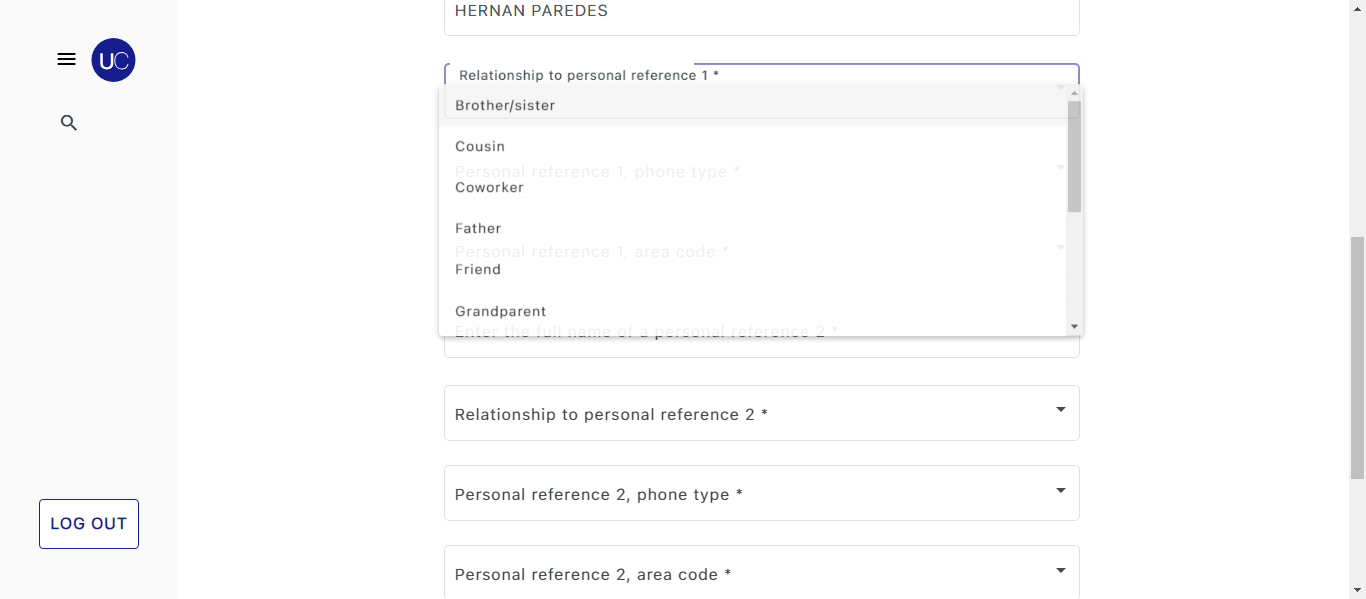 HERNAN PAREDES
UC
Relationship to personal reference 1 *
Brother/sister
Cousin
Personal reference 1, phone type *
Coworker
Father
Personal reference 1, area code *
Friend
Grandparent
Enter the full name of a personal reference 2 *
Relationship to personal reference 2 *
Personal reference 2, phone type *
LOG OUT
Personal reference 2, area code *